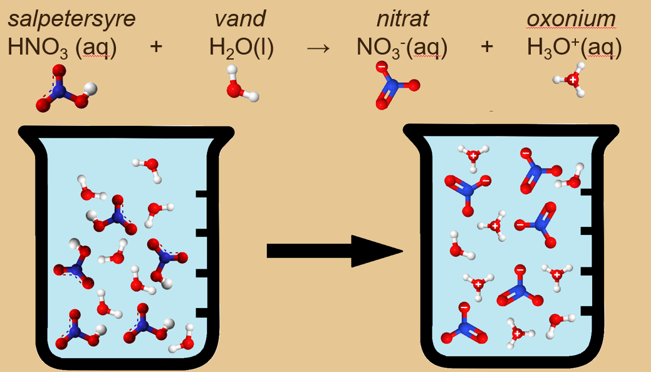 salpetersyre vand nitrat oxonium
HNO₃ (aq) + H₂O(l) → NO₃⁻(aq) + H₃O⁺(aq)